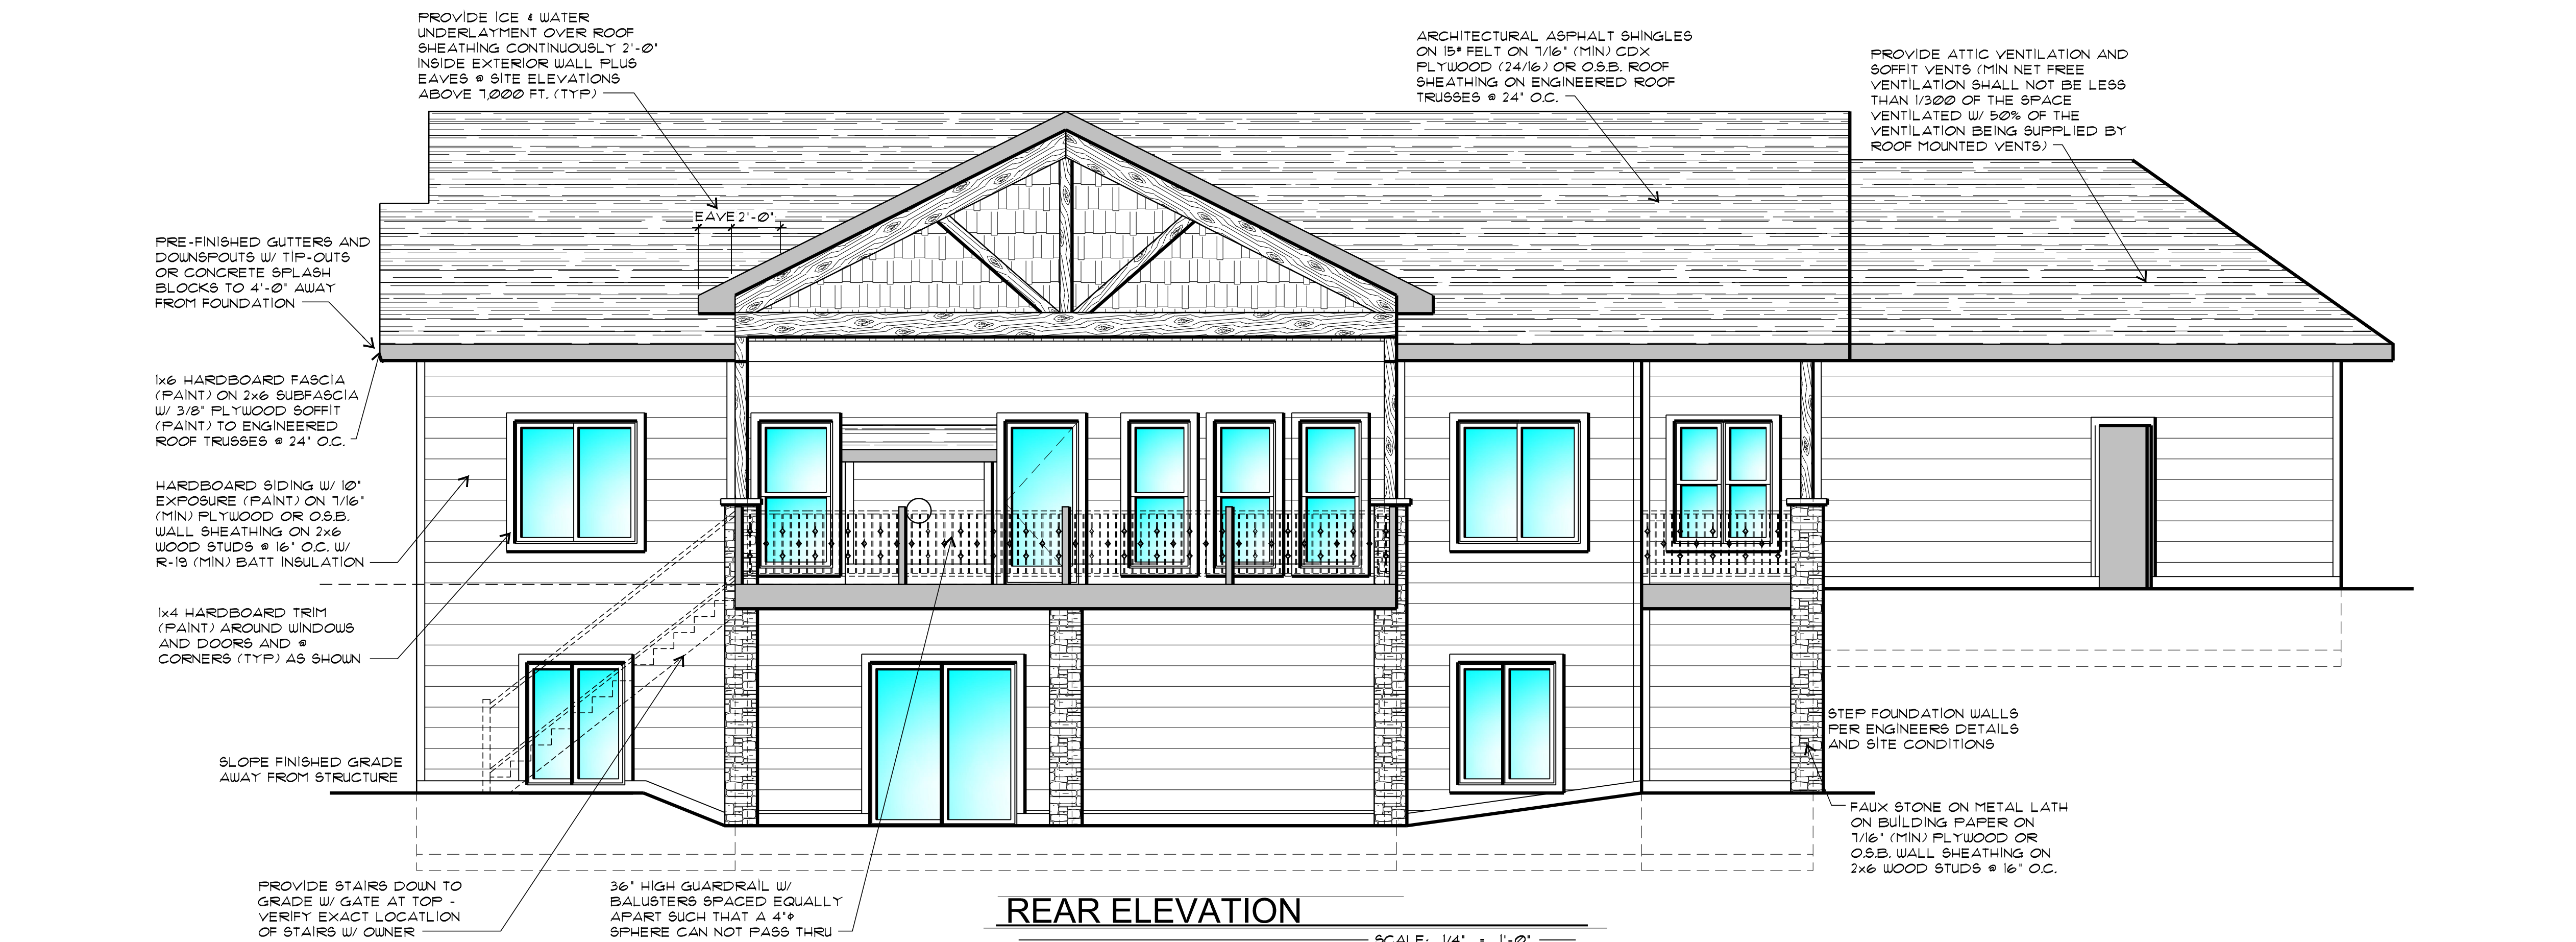 PROVIDE ICE & WATER
UNDERLAYMENT OVER ROOF
SHEATHING CONTINUOUSLY 2'-0"
INSIDE EXTERIOR WALL PLUS
EAVES @ SITE ELEVATIONS
ABOVE 7,000 FT. (TYP)
ARCHITECTURAL ASPHALT SHINGLES
ON 15# FELT ON 7/16" (MIN) CDX
PLYWOOD (24/16) OR O.S.B. ROOF
SHEATHING ON ENGINEERED ROOF
TRUSSES @ 24" O.C.
PROVIDE ATTIC VENTILATION AND
SOFFIT VENTS (MIN NET FREE
VENTILATION SHALL NOT BE LESS
THAN 1/300 OF THE SPACE
VENTILATED W/ 50% OF THE
VENTILATION BEING SUPPLIED BY
ROOF MOUNTED VENTS)
EAVE 2'-0"
PRE-FINISHED GUTTERS AND
DOWNSPOUTS W/ TIP-OUTS
OR CONCRETE SPLASH
BLOCKS TO 4'-0" AWAY
FROM FOUNDATION
1x6 HARDBOARD FASCIA
(PAINT) ON 2x6 SUBFASCIA
W/ 3/8" PLYWOOD SOFFIT
(PAINT) TO ENGINEERED
ROOF TRUSSES @ 24" O.C.
HARDBOARD SIDING W/ 10"
EXPOSURE (PAINT) ON 7/16"
(MIN) PLYWOOD OR O.S.B.
WALL SHEATHING ON 2x6
WOOD STUDS @ 16" O.C. W/
R-19 (MIN) BATT INSULATION
1x4 HARDBOARD TRIM
(PAINT) AROUND WINDOWS
AND DOORS AND @
CORNERS (TYP) AS SHOWN
SLOPE FINISHED GRADE
AWAY FROM STRUCTURE
STEP FOUNDATION WALLS
PER ENGINEERS DETAILS
AND SITE CONDITIONS
FAUX STONE ON METAL LATH
ON BUILDING PAPER ON
7/16" (MIN) PLYWOOD OR
O.S.B. WALL SHEATHING ON
2x6 WOOD STUDS @ 16" O.C.
PROVIDE STAIRS DOWN TO
GRADE W/ GATE AT TOP -
VERIFY EXACT LOCATLION
OF STAIRS W/ OWNER
36" HIGH GUARDRAIL W/
BALUSTERS SPACED EQUALLY
APART SUCH THAT A 4"ϕ
SPHERE CAN NOT PASS THRU
REAR ELEVATION
SCALE: 1/4" = 1'-0"